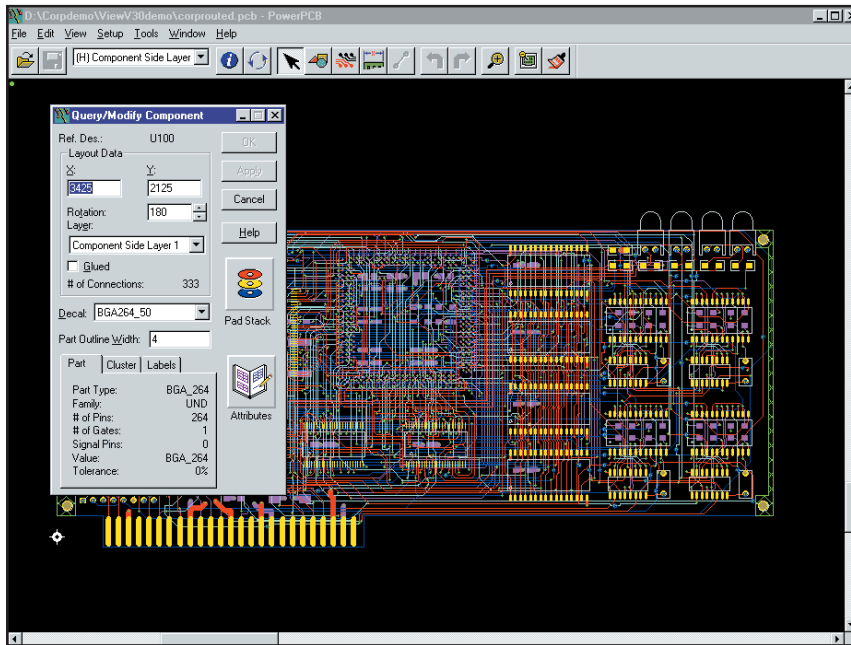 D:\Corpdemo\ViewV30demo\corprouted.pcb - PowerPCB
File Edit View Setup Tools Window Help
(H) Component Side Layer
Query/Modify Component
Ref. Des.: U100
OK
Layout Data
X: Y:
3425 2125
Apply
Cancel
Rotation: 180
Help
Layer:
Component Side Layer 1
Glued
# of Connections: 333
Pad Stack
Decal: BGA264_50
Part Outline Width: 4
Part Cluster Labels
Part Type: BGA_264
Family: UND
# of Pins: 264
# of Gates: 1
Signal Pins: 0
Value: BGA_264
Tolerance: 0%
Attributes